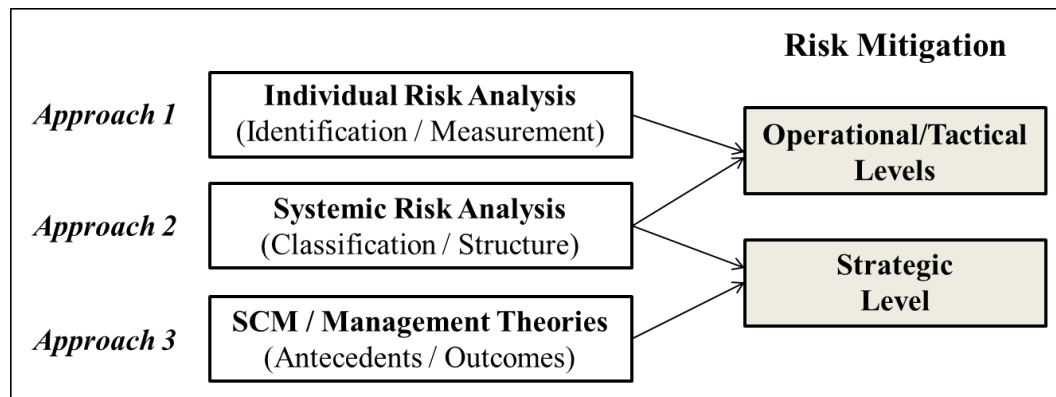 Risk Mitigation
Approach 1
Individual Risk Analysis
(Identification / Measurement)
Operational/Tactical
Levels
Approach 2
Systemic Risk Analysis
(Classification / Structure)
Strategic
Level
Approach 3
SCM / Management Theories
(Antecedents / Outcomes)